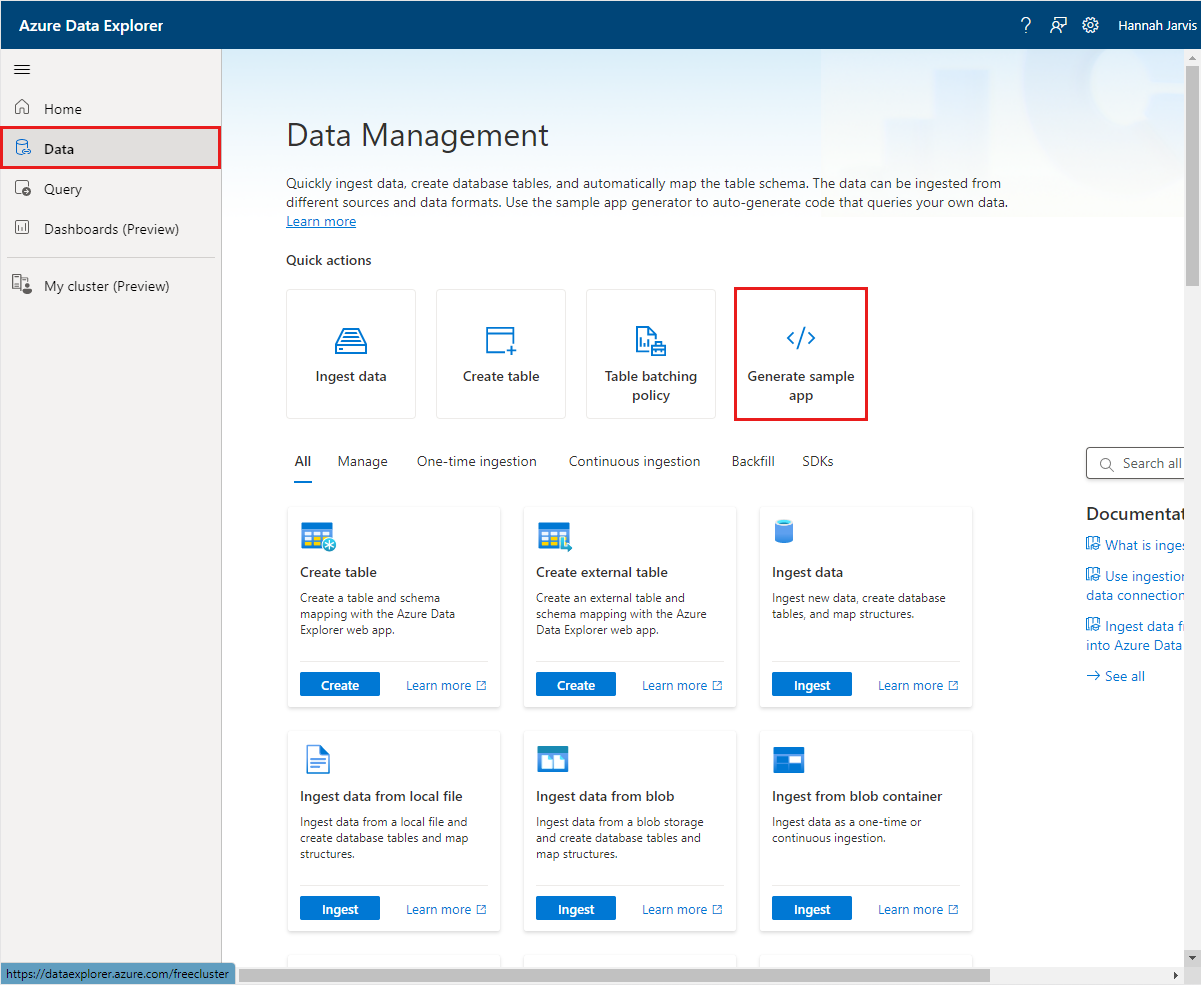 Azure Data Explorer
?
Hannah Jarvis
Home
Data
Query
Dashboards (Preview)
My cluster (Preview)
Data Management
Quickly ingest data, create database tables, and automatically map the table schema. The data can be ingested from
different sources and data formats. Use the sample app generator to auto-generate code that queries your own data.
Learn more
Quick actions
Ingest data
Create table
Table batching
policy
</>
Generate sample
app
All Manage One-time ingestion Continuous ingestion Backfill SDKs
Create table
Create a table and schema
mapping with the Azure Data
Explorer web app.
Create Learn more
Create external table
Create an external table and
schema mapping with the Azure
Data Explorer web app.
Create Learn more
Ingest data
Ingest new data, create database
tables, and map structures.
Ingest Learn more
Ingest data from local file
Ingest data from a local file and
create database tables and map
structures.
Ingest Learn more
Ingest data from blob
Ingest data from a blob storage
and create database tables and
map structures.
Ingest Learn more
Ingest from blob container
Ingest data as a one-time or
continuous ingestion.
Ingest Learn more
Search all
Documentat
What is inges
Use ingestion
data connection
Ingest data f
into Azure Data
See all
https://dataexplorer.azure.com/freecluster